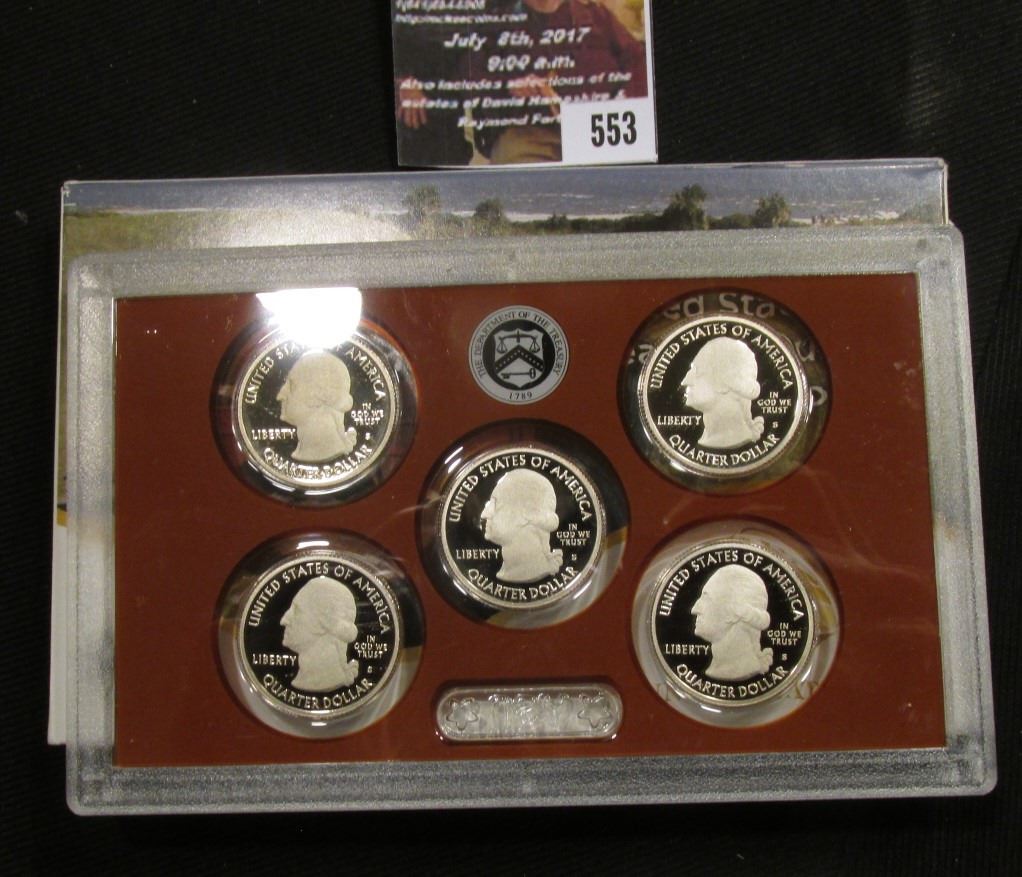 July 8th, 2017
9:00 a.m.
Also includes selections of the
estates of David &
Raymond
553
United Sta
THE DEPARTMENT OF THE TREASURY
1789
UNITED STATES OF AMERICA
LIBERTY
IN
GOD WE
TRUST
S
QUARTER DOLLAR
UNITED STATES OF AMERICA
LIBERTY
IN
GOD WE
TRUST
S
QUARTER DOLLAR
UNITED STATES OF AMERICA
LIBERTY
IN
GOD WE
TRUST
S
QUARTER DOLLAR
UNITED STATES OF AMERICA
LIBERTY
IN
GOD WE
TRUST
S
QUARTER DOLLAR
UNITED STATES OF AMERICA
LIBERTY
IN
GOD WE
TRUST
S
QUARTER DOLLAR